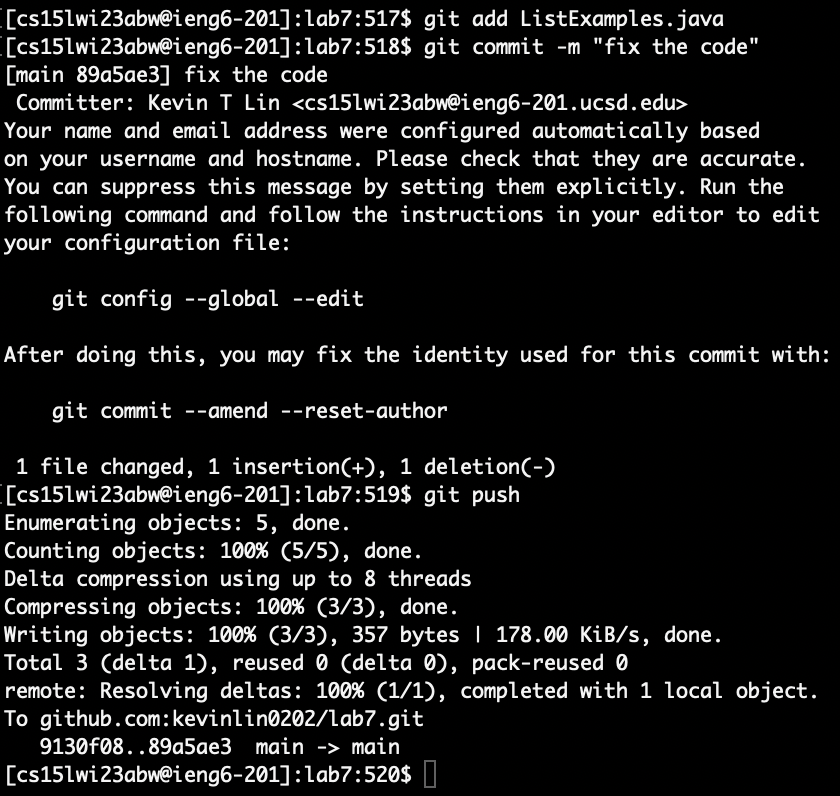 [cs15lwi23abw@ieng6-201]:lab7:517$ git add ListExamples.java
[cs15lwi23abw@ieng6-201]:lab7:518$ git commit -m "fix the code"
[main 89a5ae3] fix the code
 Committer: Kevin T Lin <cs15lwi23abw@ieng6-201.ucsd.edu>
Your name and email address were configured automatically based
on your username and hostname. Please check that they are accurate.
You can suppress this message by setting them explicitly. Run the
following command and follow the instructions in your editor to edit
your configuration file:

    git config --global --edit

After doing this, you may fix the identity used for this commit with:

    git commit --amend --reset-author

 1 file changed, 1 insertion(+), 1 deletion(-)
[cs15lwi23abw@ieng6-201]:lab7:519$ git push
Enumerating objects: 5, done.
Counting objects: 100% (5/5), done.
Delta compression using up to 8 threads
Compressing objects: 100% (3/3), done.
Writing objects: 100% (3/3), 357 bytes | 178.00 KiB/s, done.
Total 3 (delta 1), reused 0 (delta 0), pack-reused 0
remote: Resolving deltas: 100% (1/1), completed with 1 local object.
To github.com:kevinlin0202/lab7.git
   9130f08..89a5ae3  main -> main
[cs15lwi23abw@ieng6-201]:lab7:520$